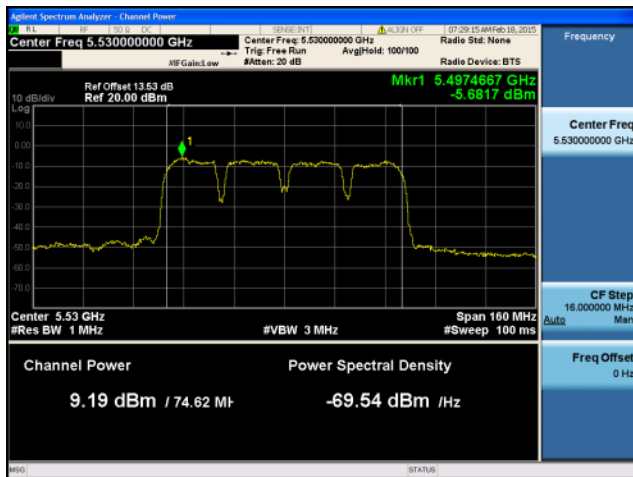 Agilent Spectrum Analyzer - Channel Power
RL RF 50 Ω DC SENSE:INT ALIGN OFF 07:29:15 AM Feb 18, 2015
Center Freq 5.530000000 GHz
Center Freq: 5.530000000 GHz Radio Std: None
Trig: Free Run Avg|Hold: 100/100
#IFGain:Low #Atten: 20 dB Radio Device: BTS
Frequency
Mkr1 5.4974667 GHz
-5.6817 dBm
Ref Offset 13.53 dB
10 dB/div Ref 20.00 dBm
Log
10.0
0.00
-10.0
-20.0
-30.0
-40.0
-50.0
-60.0
-70.0
1
Center 5.53 GHz Span 160 MHz
#Res BW 1 MHz #VBW 3 MHz #Sweep 100 ms
Channel Power Power Spectral Density
9.19 dBm / 74.62 MH -69.54 dBm /Hz
Center Freq
5.530000000 GHz
CF Step
16.000000 MHz
Auto Man
Freq Offset
0 Hz
MSG STATUS